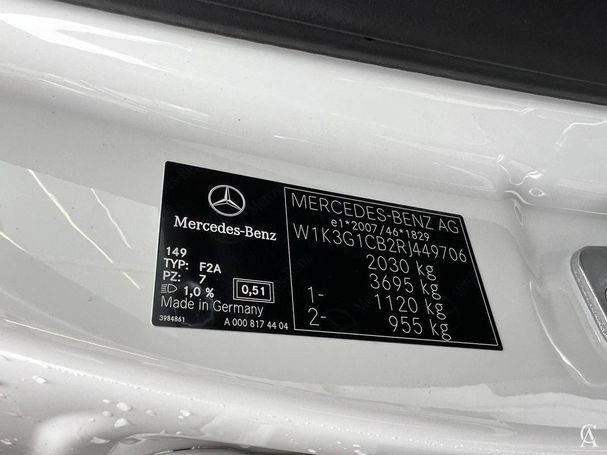 Mercedes-Benz
149
TYP: F2A
PZ: 7
1,0 %
0,51
Made in Germany
3984861
A 000 817 44 04
MERCEDES-BENZ AG
e1*2007/46*1829
W1K3G1CB2RJ449706
2030 kg
3695 kg
1- 1120 kg
2- 955 kg